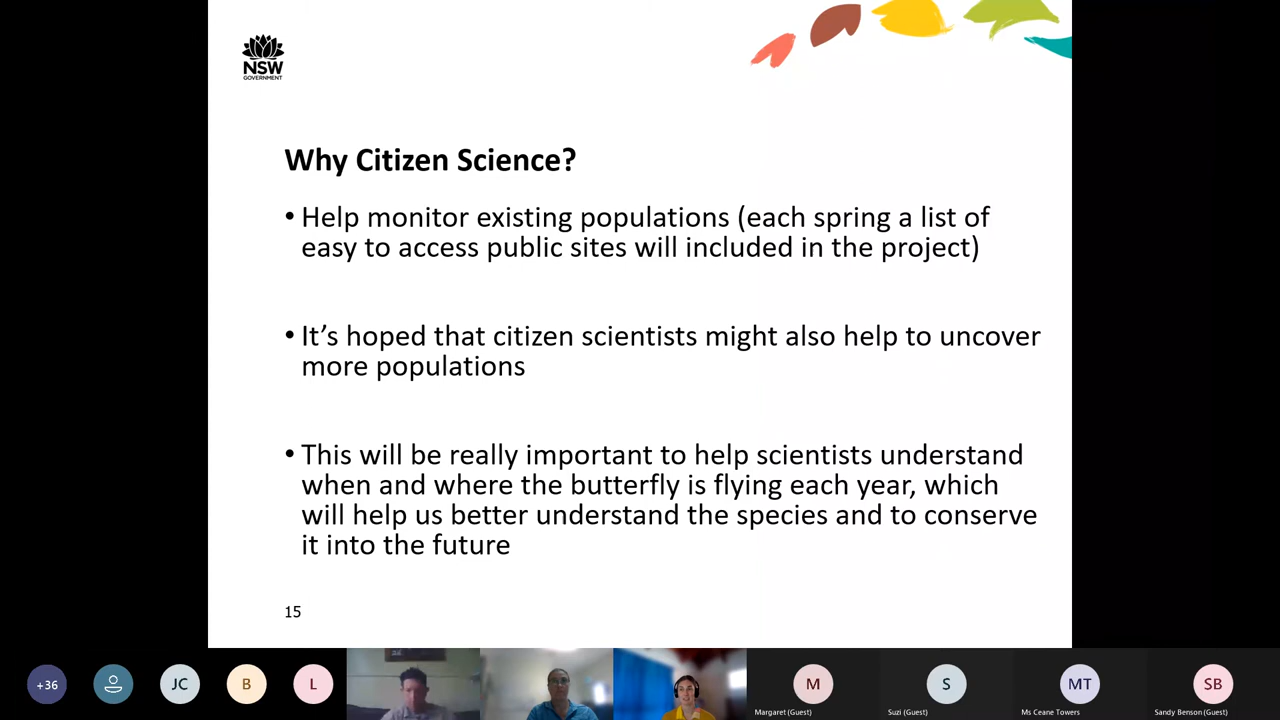 NSW
GOVERNMENT
Why Citizen Science?
• Help monitor existing populations (each spring a list of
easy to access public sites will included in the project)
• It’s hoped that citizen scientists might also help to uncover
more populations
• This will be really important to help scientists understand
when and where the butterfly is flying each year, which
will help us better understand the species and to conserve
it into the future
15
+36
JC
B
L
M
S
MT
SB
Margaret (Guest)
Suzi (Guest)
Ms Ceane Towers
Sandy Benson (Guest)